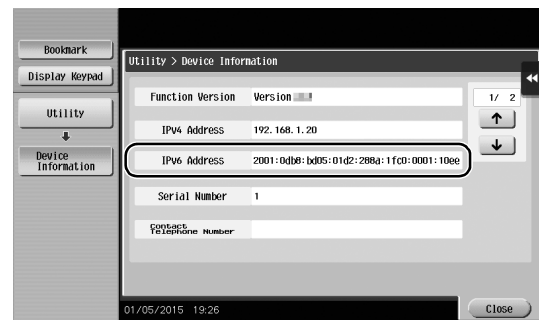 Bookmark
Display Keypad
Utility
Device
Information
Utility > Device Information
Function Version Version
1/ 2
IPv4 Address 192.168.1.20
IPv6 Address 2001:0db8:bd05:01d2:288a:1fc0:0001:10ee
Serial Number 1
Contact
Telephone Number
01/05/2015 19:26
Close